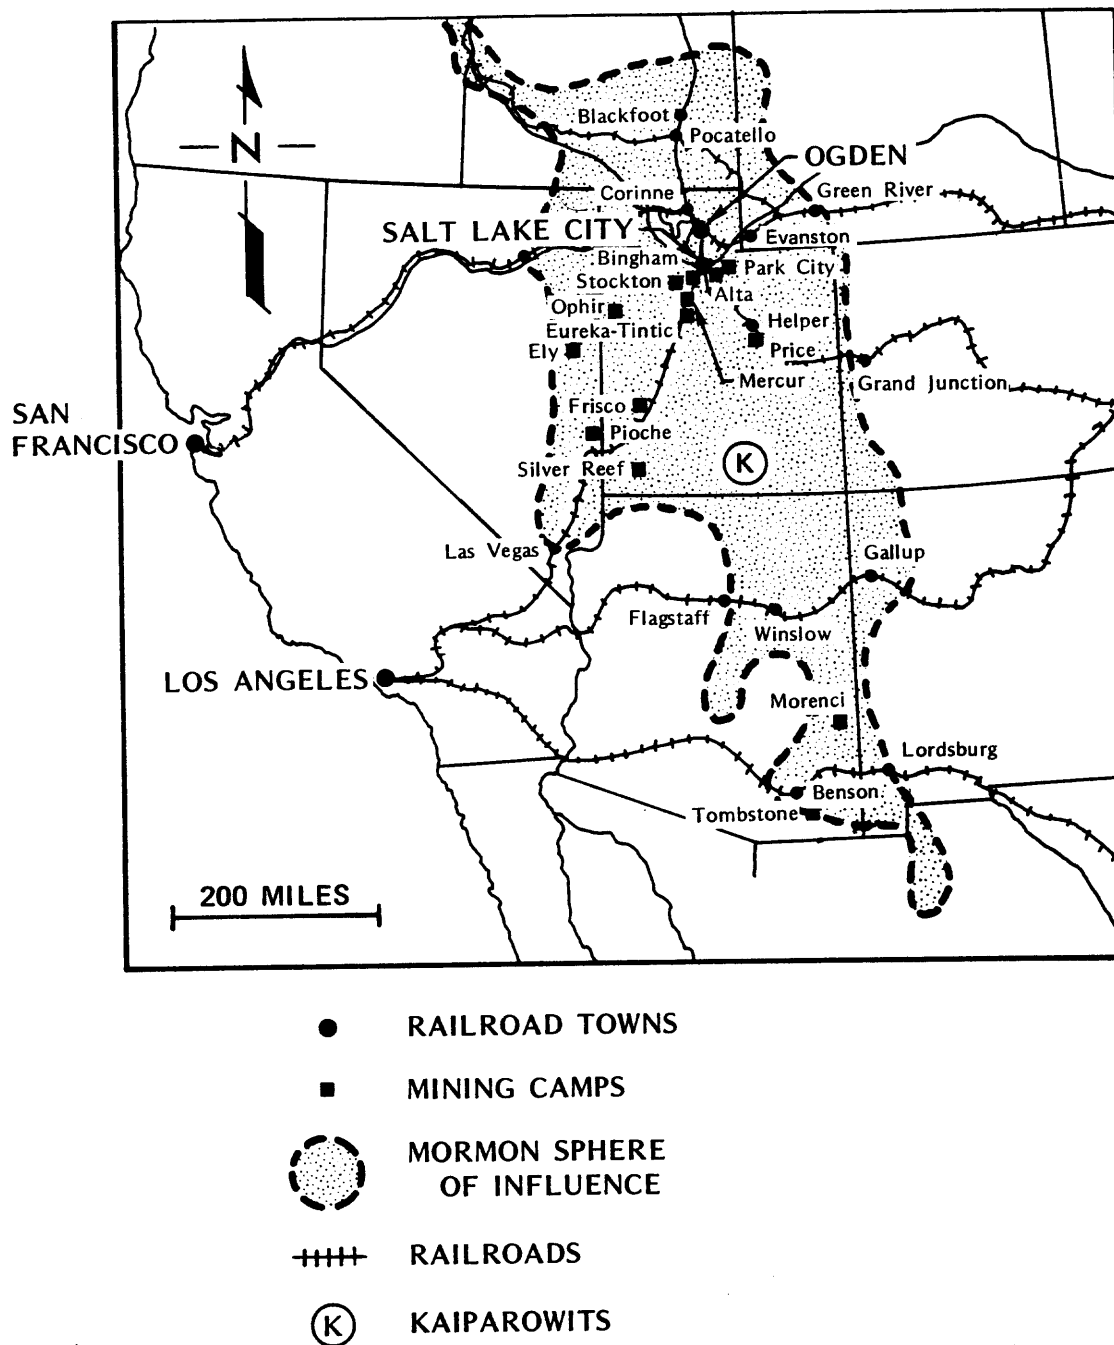 Blackfoot
Pocatello
N
OGDEN
Corinne
Green River
SALT LAKE CITY
Evanston
Bingham
Park City
Stockton
Alta
Ophir
Helper
Eureka-Tintic
Ely
Price
Mercur
Grand Junction
SAN
FRANCISCO
Frisco
Pioche
K
Silver Reef
Las Vegas
Gallup
Flagstaff
Winslow
LOS ANGELES
Morenci
Lordsburg
Benson
Tombstone
200 MILES
RAILROAD TOWNS
MINING CAMPS
MORMON SPHERE
OF INFLUENCE
RAILROADS
K
KAIPAROWITS